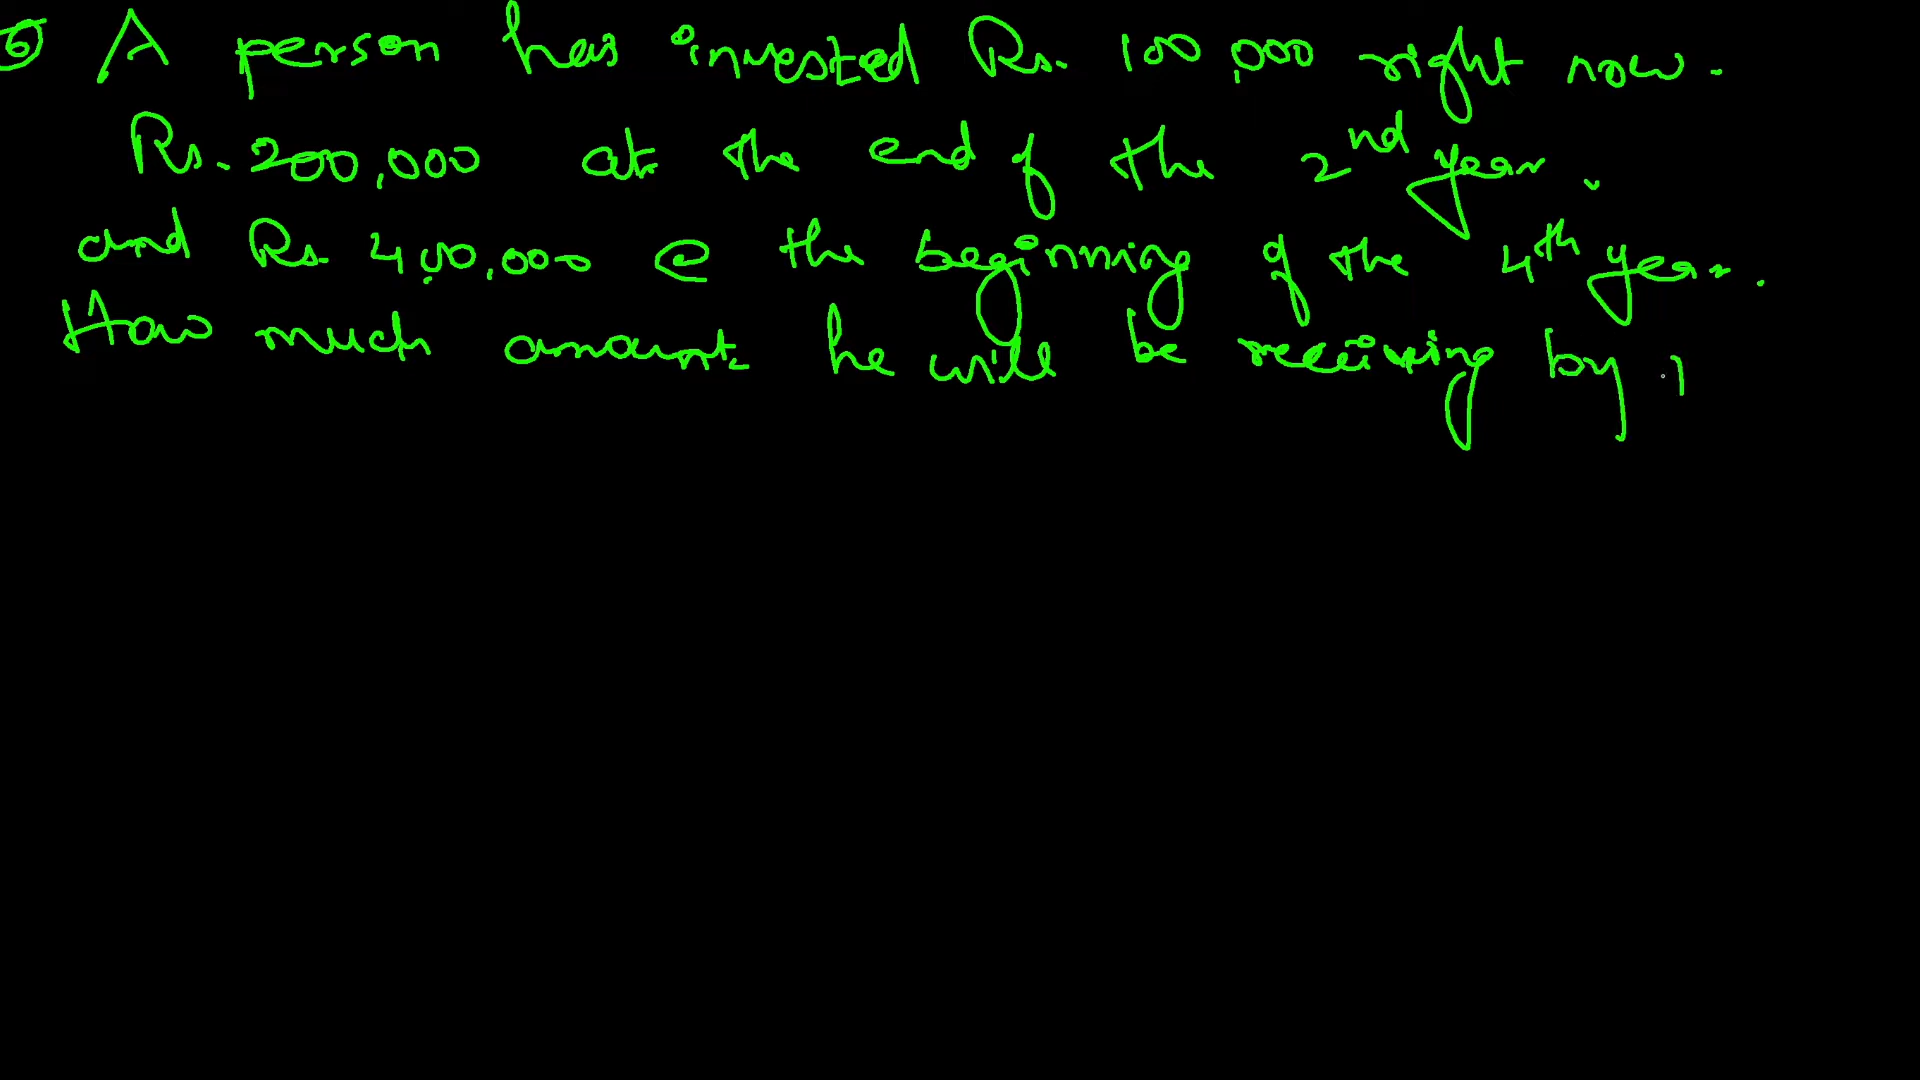 6 A person has invested Rs. 100,000 right now.
Rs. 200,000 at the end of the 2nd year.
and Rs. 400,000 @ the beginning of the 4th year.
How much amount he will be receiving by